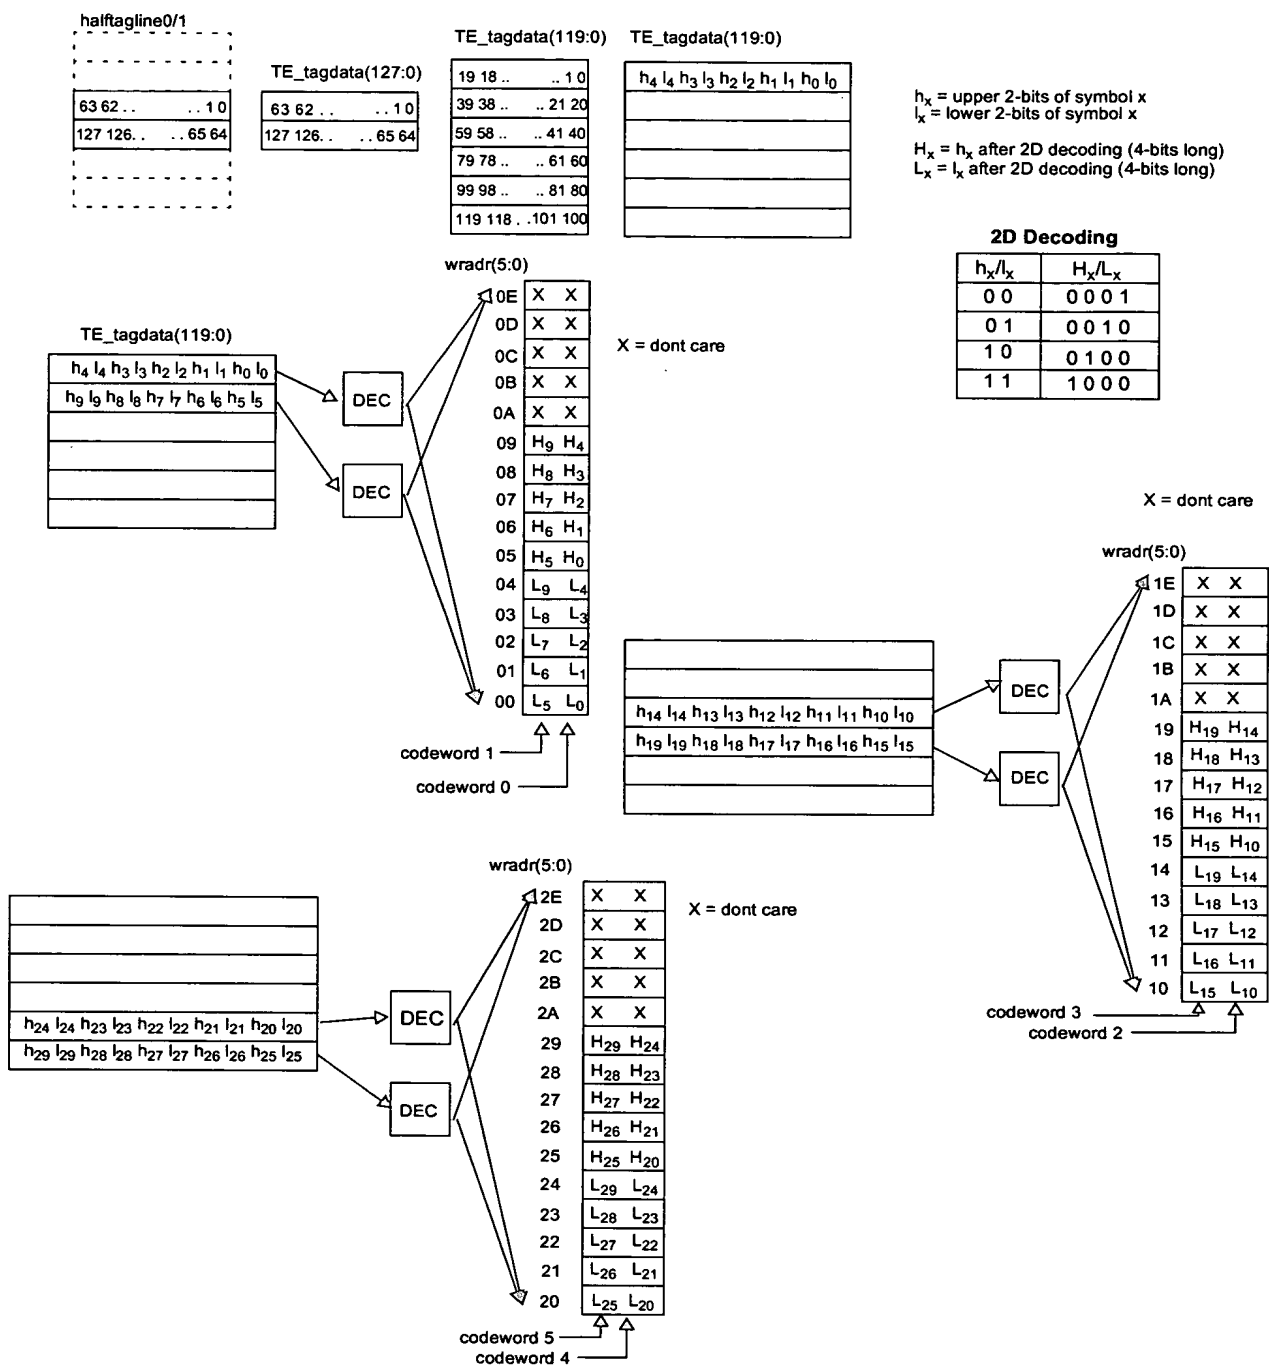 halftagline0/1
63 62 . .	. . 1 0
127 126. .	. . 65 64
TE_tagdata(127:0)
63 62 . .	. . 1 0
127 126. .	. . 65 64
TE_tagdata(119:0)
19 18 ..	.. 1 0
39 38 ..	.. 21 20
59 58 ..	.. 41 40
79 78 ..	.. 61 60
99 98 ..	.. 81 80
119 118 . .101 100
TE_tagdata(119:0)
h4 l4 h3 l3 h2 l2 h1 l1 h0 l0
hx = upper 2-bits of symbol x
lx = lower 2-bits of symbol x
Hx = hx after 2D decoding (4-bits long)
Lx = lx after 2D decoding (4-bits long)
2D Decoding
hx/lx	Hx/Lx
0 0	0 0 0 1
0 1	0 0 1 0
1 0	0 1 0 0
1 1	1 0 0 0
TE_tagdata(119:0)
h4 l4 h3 l3 h2 l2 h1 l1 h0 l0
h9 l9 h8 l8 h7 l7 h6 l6 h5 l5
DEC
DEC
wradr(5:0)
0E X X
0D X X
0C X X
0B X X
0A X X
09 H9 H4
08 H8 H3
07 H7 H2
06 H6 H1
05 H5 H0
04 L9 L4
03 L8 L3
02 L7 L2
01 L6 L1
00 L5 L0
codeword 1
codeword 0
X = dont care
X = dont care
h14 l14 h13 l13 h12 l12 h11 l11 h10 l10
h19 l19 h18 l18 h17 l17 h16 l16 h15 l15
DEC
DEC
wradr(5:0)
1E X X
1D X X
1C X X
1B X X
1A X X
19 H19 H14
18 H18 H13
17 H17 H12
16 H16 H11
15 H15 H10
14 L19 L14
13 L18 L13
12 L17 L12
11 L16 L11
10 L15 L10
codeword 3
codeword 2
h24 l24 h23 l23 h22 l22 h21 l21 h20 l20
h29 l29 h28 l28 h27 l27 h26 l26 h25 l25
DEC
DEC
wradr(5:0)
2E X X
2D X X
2C X X
2B X X
2A X X
29 H29 H24
28 H28 H23
27 H27 H22
26 H26 H21
25 H25 H20
24 L29 L24
23 L28 L23
22 L27 L22
21 L26 L21
20 L25 L20
codeword 5
codeword 4
X = dont care